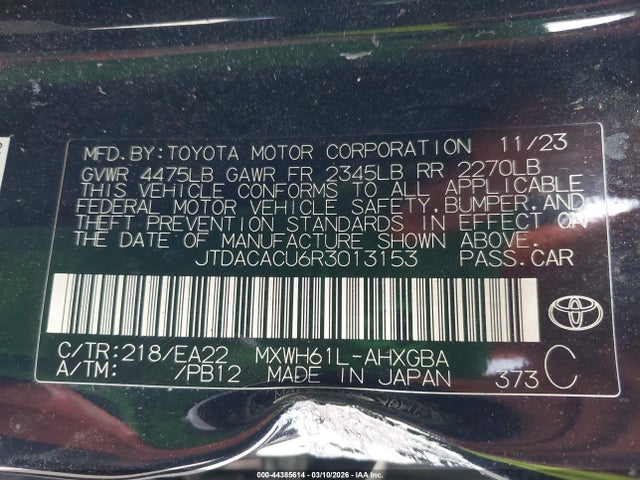 MFD.BY:TOYOTA MOTOR CORPORATION 11/23
GVWR 4475LB GAWR FR 2345LB RR 2270LB
THIS VEHICLE CONFORMS TO ALL APPLICABLE
FEDERAL MOTOR VEHICLE SAFETY,BUMPER,AND
THEFT PREVENTION STANDARDS IN EFFECT ON
THE DATE OF MANUFACTURE SHOWN ABOVE.
JTDACACU6R3013153 PASS.CAR
C/TR:218/EA22 MXWH61L-AHXGBA
A/TM: /PB12 MADE IN JAPAN 373 C
000-44385614 - 03/10/2026 - IAAI.COM